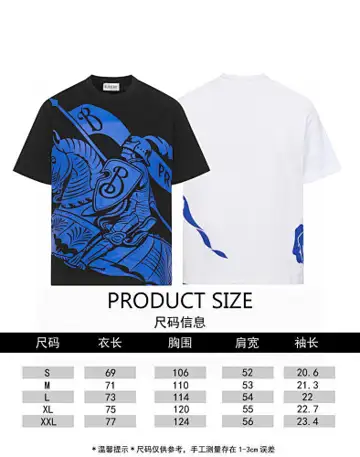 B
B
PR
PRODUCT SIZE
尺码信息
尺码 衣长 胸围 肩宽 袖长
S 69 106 52 20.6
M 71 110 53 21.3
L 73 114 54 22
XL 75 120 55 22.7
XXL 77 124 56 23.4
*温馨提示*尺码仅供参考，手工测量存在1-3cm误差